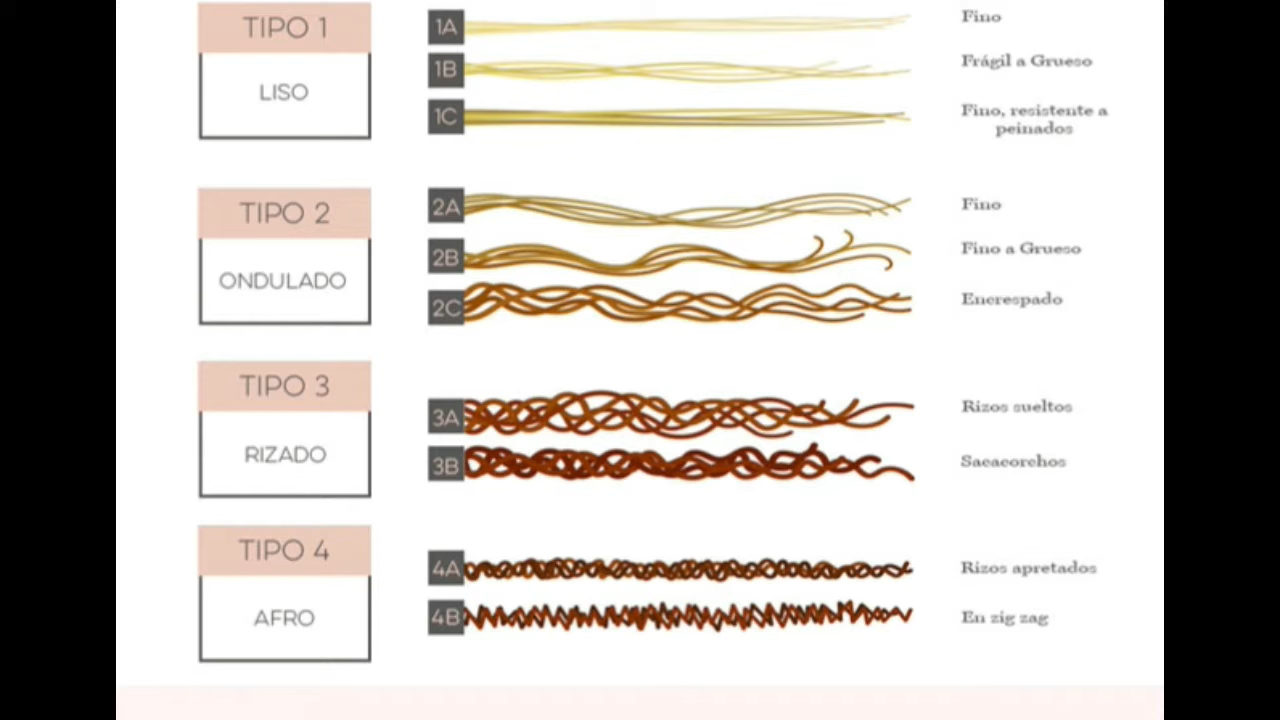 TIPO 1
LISO
1A
Fino
1B
Frágil a Grueso
1C
Fino, resistente a
peinados
TIPO 2
ONDULADO
2A
Fino
2B
Fino a Grueso
2C
Encrespado
TIPO 3
RIZADO
3A
Rizos sueltos
3B
Sacacorchos
TIPO 4
AFRO
4A
Rizos apretados
4B
En zig zag